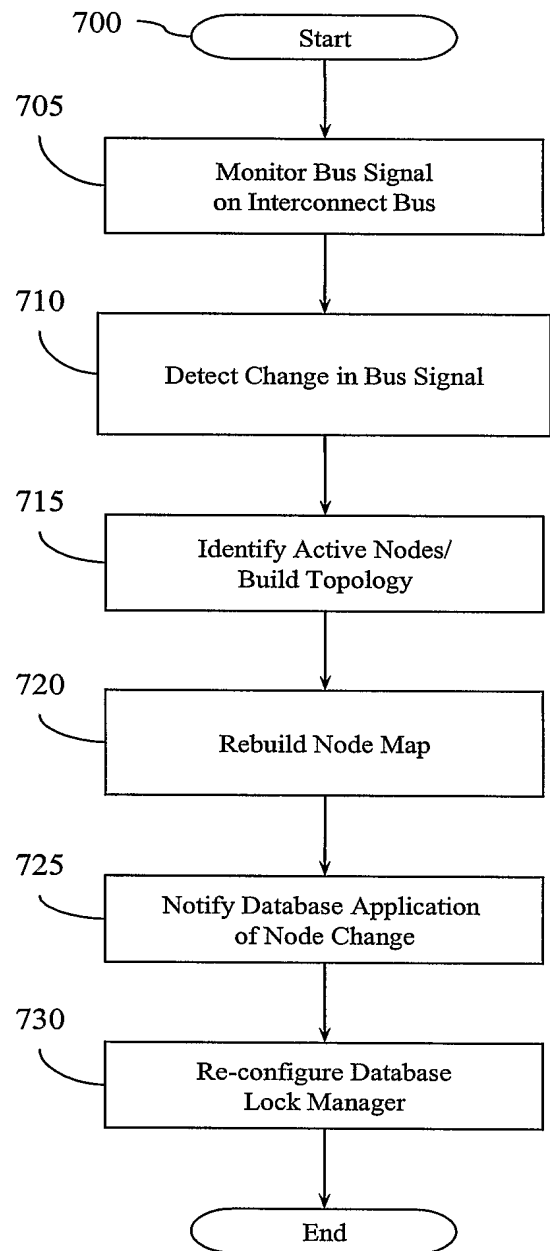 700
Start
705
Monitor Bus Signal
on Interconnect Bus
710
Detect Change in Bus Signal
715
Identify Active Nodes/
Build Topology
720
Rebuild Node Map
725
Notify Database Application
of Node Change
730
Re-configure Database
Lock Manager
End